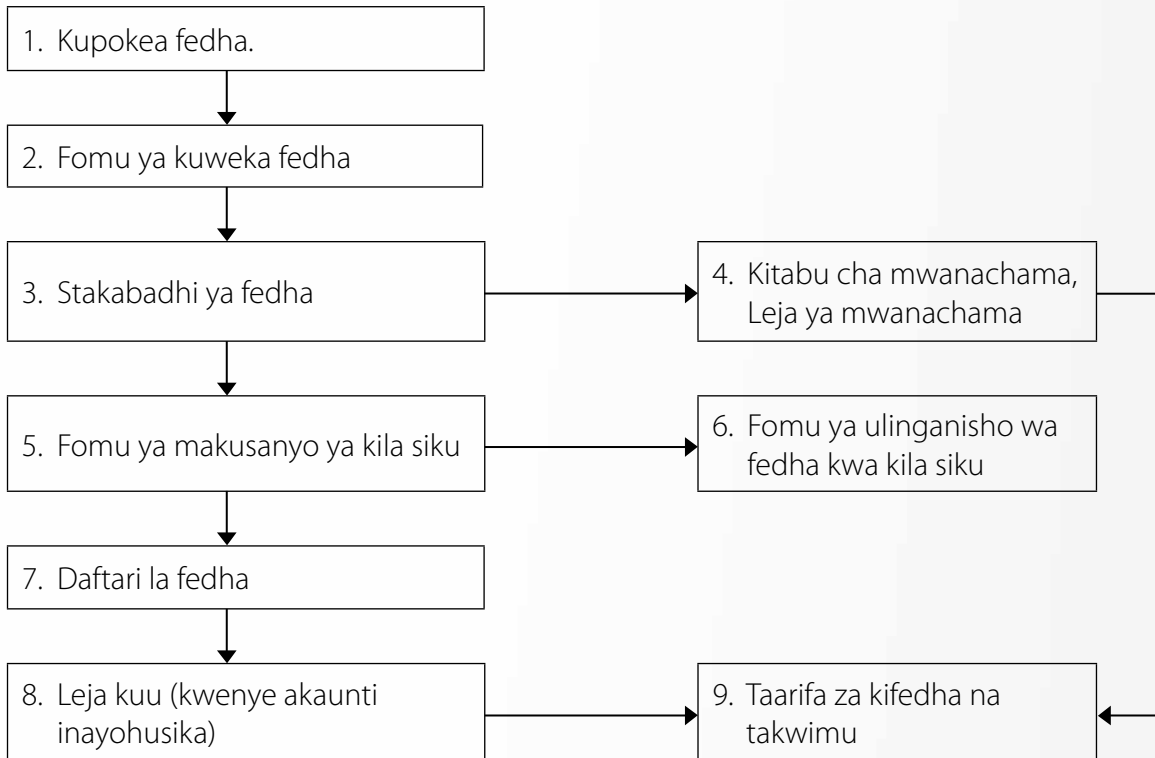 1. Kupokea fedha.
2. Fomu ya kuweka fedha
3. Stakabadhi ya fedha
4. Kitabu cha mwanachama,
Leja ya mwanachama
5. Fomu ya makusanyo ya kila siku
6. Fomu ya ulinganisho wa
fedha kwa kila siku
7. Daftari la fedha
8. Leja kuu (kwenye akaunti
inayohusika)
9. Taarifa za kifedha na
takwimu